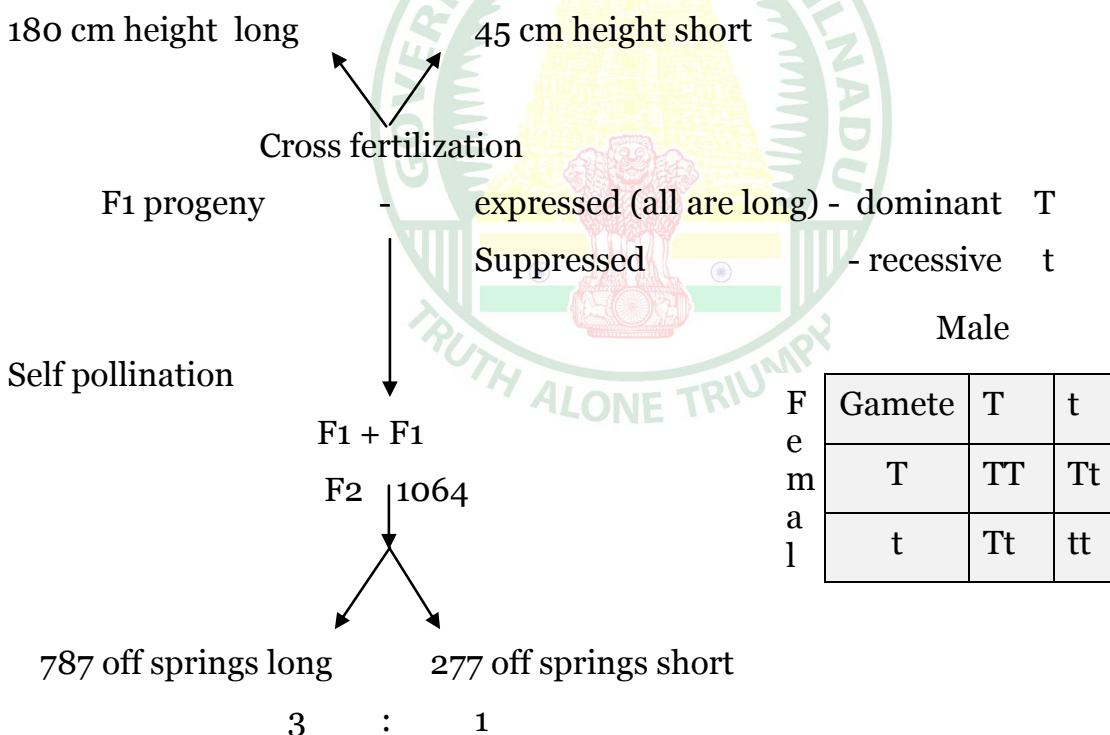 180 cm height long 45 cm height short
Cross fertilization
F1 progeny - expressed (all are long) - dominant T
Suppressed - recessive t
Male
Self pollination
F1 + F1
F2 1064
Femal
Gamete T t
T TT Tt
t Tt tt
787 off springs long 277 off springs short
3 : 1
TRUTH ALONE TRIUMPH